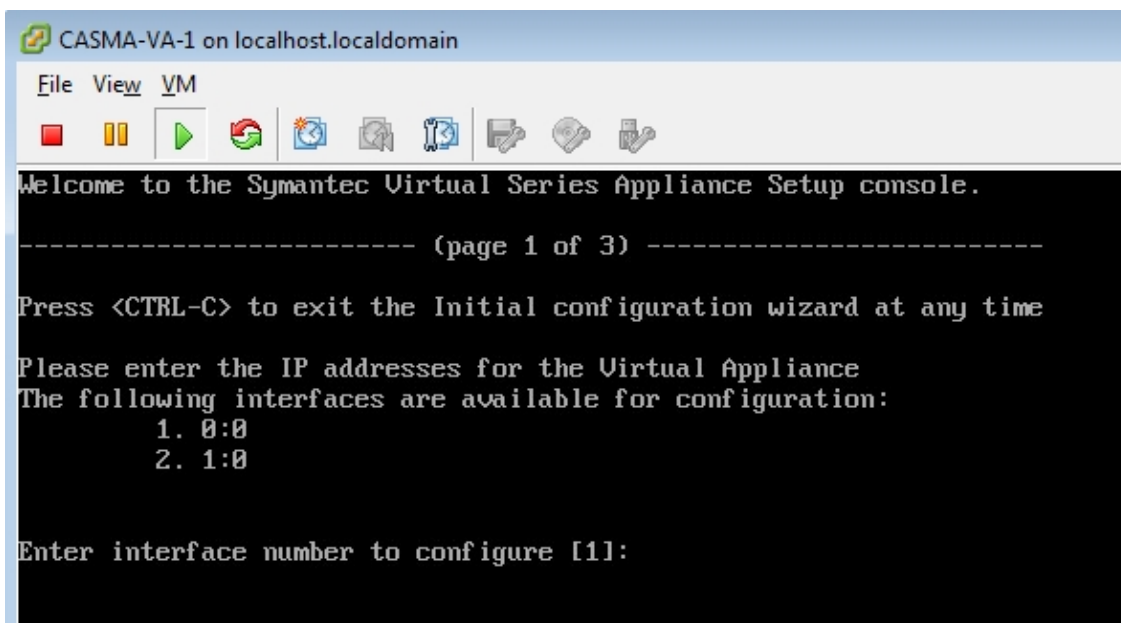 CASMA-VA-1 on localhost.localdomain
File View VM
Welcome to the Symantec Virtual Series Appliance Setup console.
-------------------------- (page 1 of 3) --------------------------
Press <CTRL-C> to exit the Initial configuration wizard at any time
Please enter the IP addresses for the Virtual Appliance
The following interfaces are available for configuration:
1. 0:0
2. 1:0
Enter interface number to configure [1]: